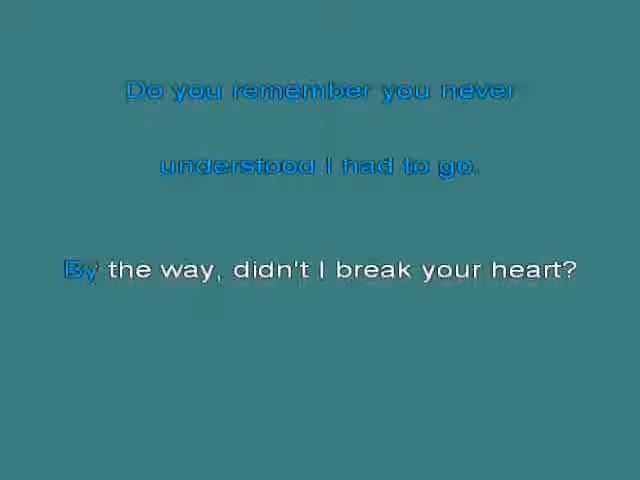 Do you remember you never
understood I had to go.
By the way, didn't I break your heart?